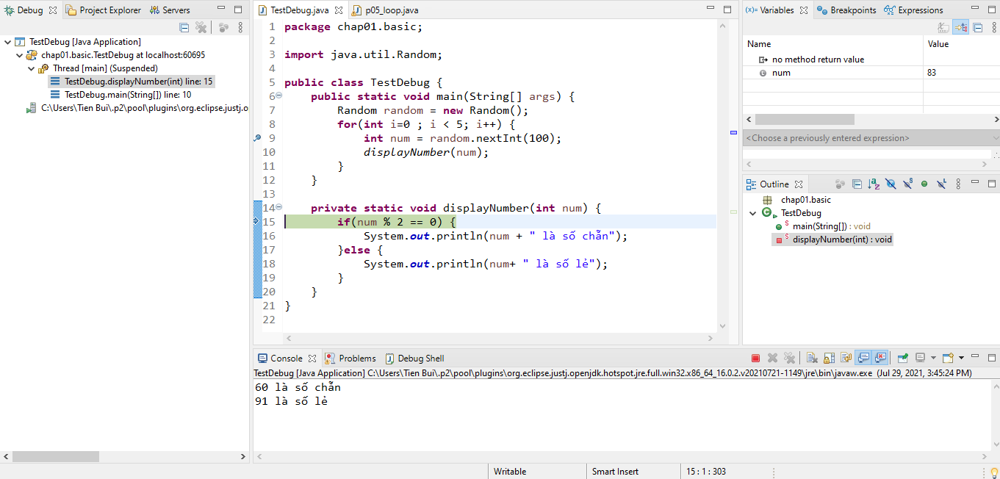 Debug Project Explorer Servers
TestDebug [Java Application]
chap01.basic.TestDebug at localhost:60695
Thread [main] (Suspended)
TestDebug.displayNumber(int) line: 15
TestDebug.main(String[]) line: 10
C:\Users\Tien Bui\.p2\pool\plugins\org.eclipse.justj.o
TestDebug.java p05_loop.java
1 package chap01.basic;
2
3 import java.util.Random;
4
5 public class TestDebug {
6 public static void main(String[] args) {
7 Random random = new Random();
8 for(int i=0 ; i < 5; i++) {
9 int num = random.nextInt(100);
10 displayNumber(num);
11 }
12 }
13
14 private static void displayNumber(int num) {
15 if(num % 2 == 0) {
16 System.out.println(num + " là số chẵn");
17 }else {
18 System.out.println(num+ " là số lẻ");
19 }
20 }
21 }
22
(x)= Variables Breakpoints Expressions
Name Value
no method return value
num 83
<Choose a previously entered expression>
Outline
chap01.basic
TestDebug
main(String[]) : void
displayNumber(int) : void
Console Problems Debug Shell
TestDebug [Java Application] C:\Users\Tien Bui\.p2\pool\plugins\org.eclipse.justj.openjdk.hotspot.jre.full.win32.x86_64_16.0.2.v20210721-1149\jre\bin\javaw.exe (Jul 29, 2021, 3:45:24 PM)
60 là số chẵn
91 là số lẻ
Writable Smart Insert 15 : 1 : 303